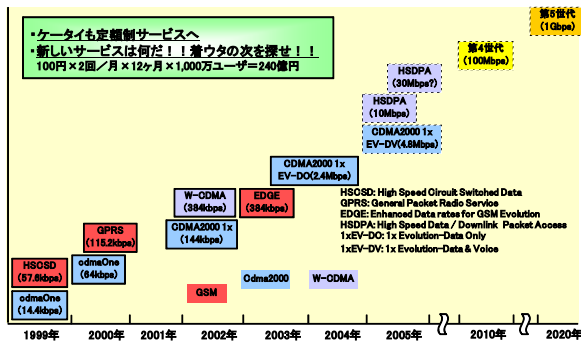 ・ケータイも定額制サービスへ
・新しいサービスは何だ！！着ウタの次を探せ！！
100円×2回／月×12ヶ月×1,000万ユーザ＝240億円
第5世代
(1Gbps)
第4世代
(100Mbps)
HSDPA
(30Mbps?)
HSDPA
(10Mbps)
CDMA2000 1x
EV-DV(4.8Mbps)
CDMA2000 1x
EV-DO(2.4Mbps)
W-CDMA
(384kbps)
EDGE
(384kbps)
CDMA2000 1x
(144kbps)
GPRS
(115.2kbps)
cdmaOne
(64kbps)
HSCSD
(57.6kbps)
cdmaOne
(14.4kbps)
HSCSD: High Speed Circuit Switched Data
GPRS: General Packet Radio Service
EDGE: Enhanced Data rates for GSM Evolution
HSDPA: High Speed Data / Downlink Packet Access
1xEV-DO: 1x Evolution-Data Only
1xEV-DV: 1x Evolution-Data & Voice
GSM
Cdma2000
W-CDMA
1999年
2000年
2001年
2002年
2003年
2004年
2005年
2010年
2020年